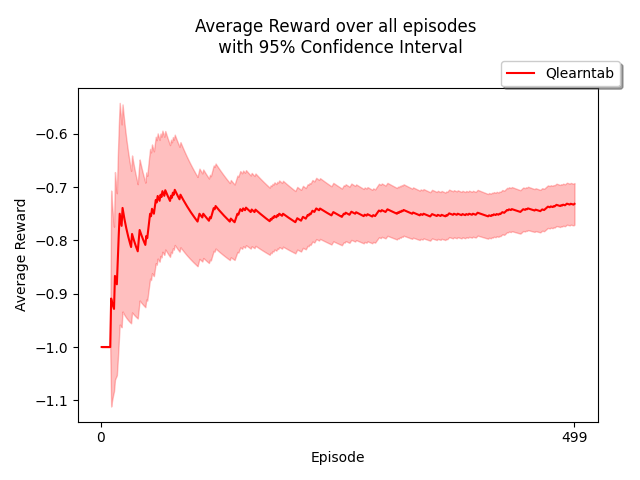 Average Reward over all episodes
with 95% Confidence Interval
Qlearntab
−0.6
−0.7
−0.8
−0.9
−1.0
−1.1
Average Reward
0
499
Episode